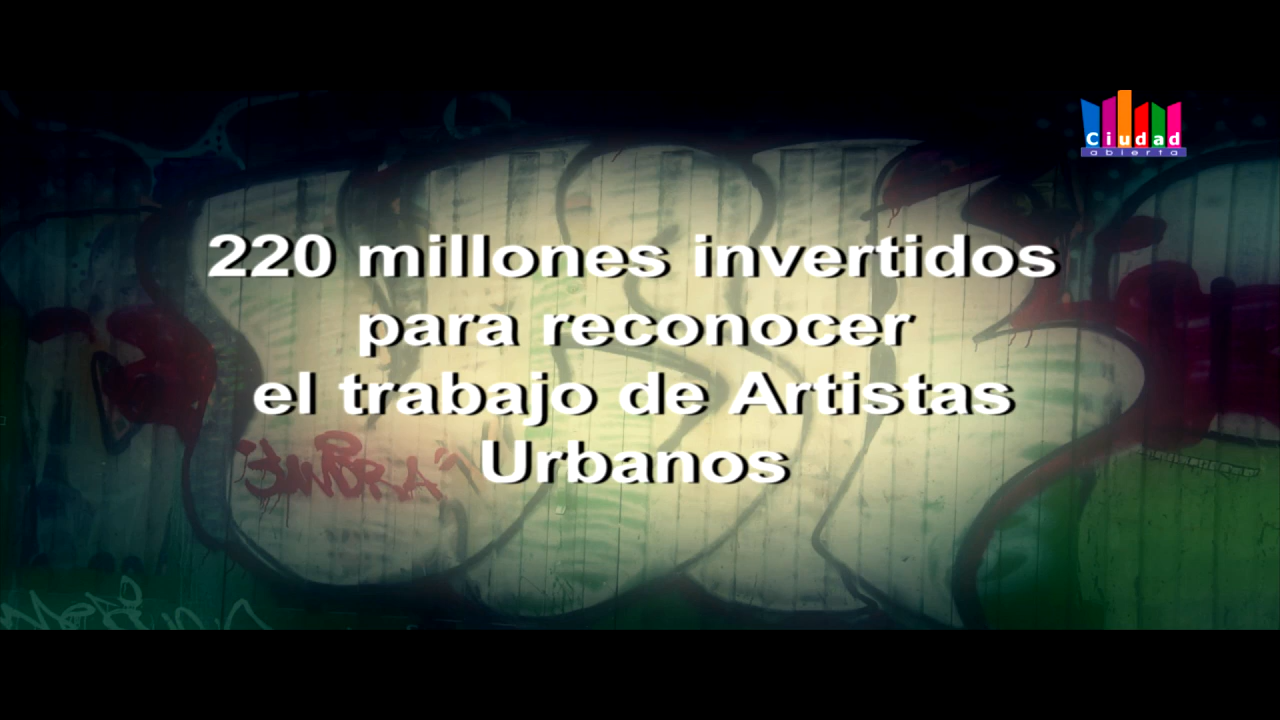 Ciudad
abierta
220 millones invertidos
para reconocer
el trabajo de Artistas
Urbanos